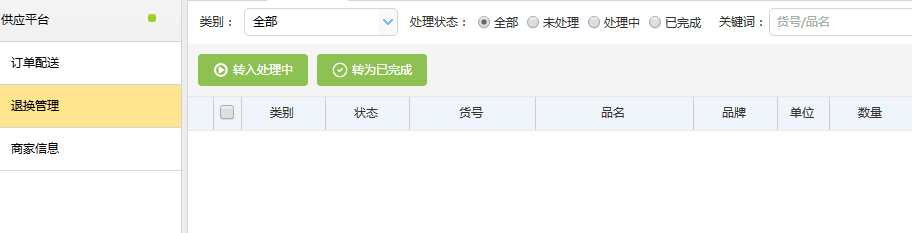 供应平台
订单配送
退换管理
商家信息
类别： 全部 处理状态： 全部 未处理 处理中 已完成 关键词： 货号/品名
转入处理中 转为已完成
类别 状态 货号 品名 品牌 单位 数量